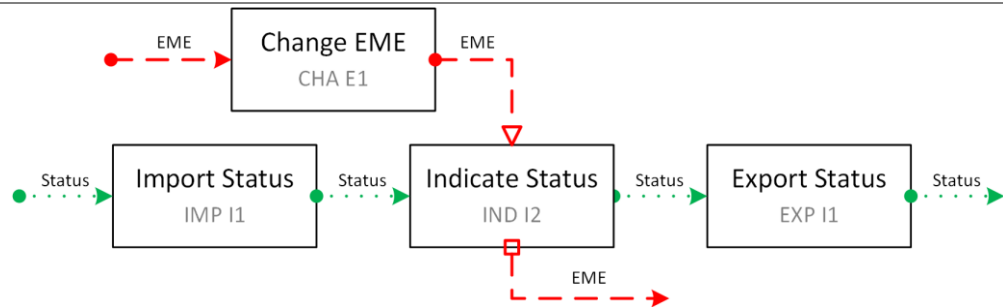 EME
Change EME
EME
CHA E1
Status
Import Status
Status
Indicate Status
Status
Export Status
Status
IMP I1
IND I2
EXP I1
EME